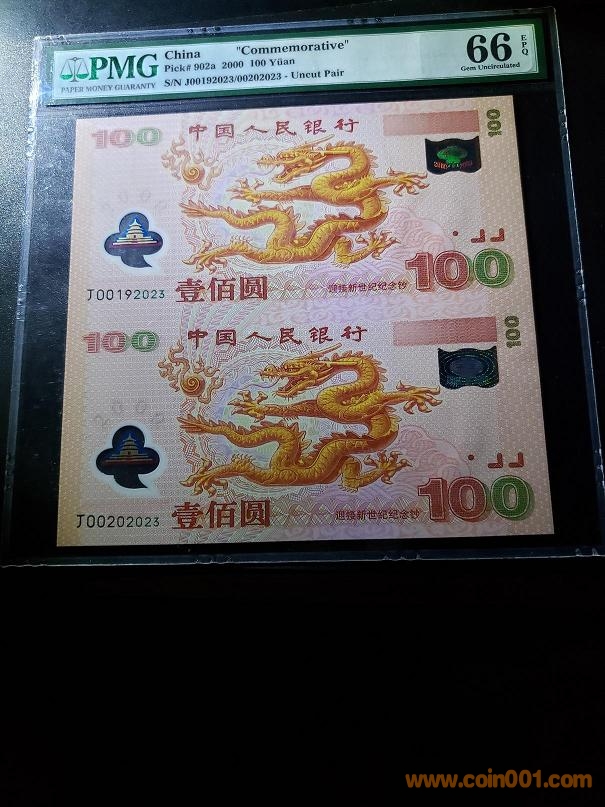 PMG
PAPER MONEY GUARANTY
China "Commemorative"
Pick# 902a 2000 100 Yüan
S/N J00192023/00202023 - Uncut Pair
66 EPQ
Gem Uncirculated
100 中国人民银行 100
2000
J00192023 壹佰圆 迎接新世纪纪念钞 100
100 中国人民银行 100
2000
J00202023 壹佰圆 迎接新世纪纪念钞 100
www.coin001.com